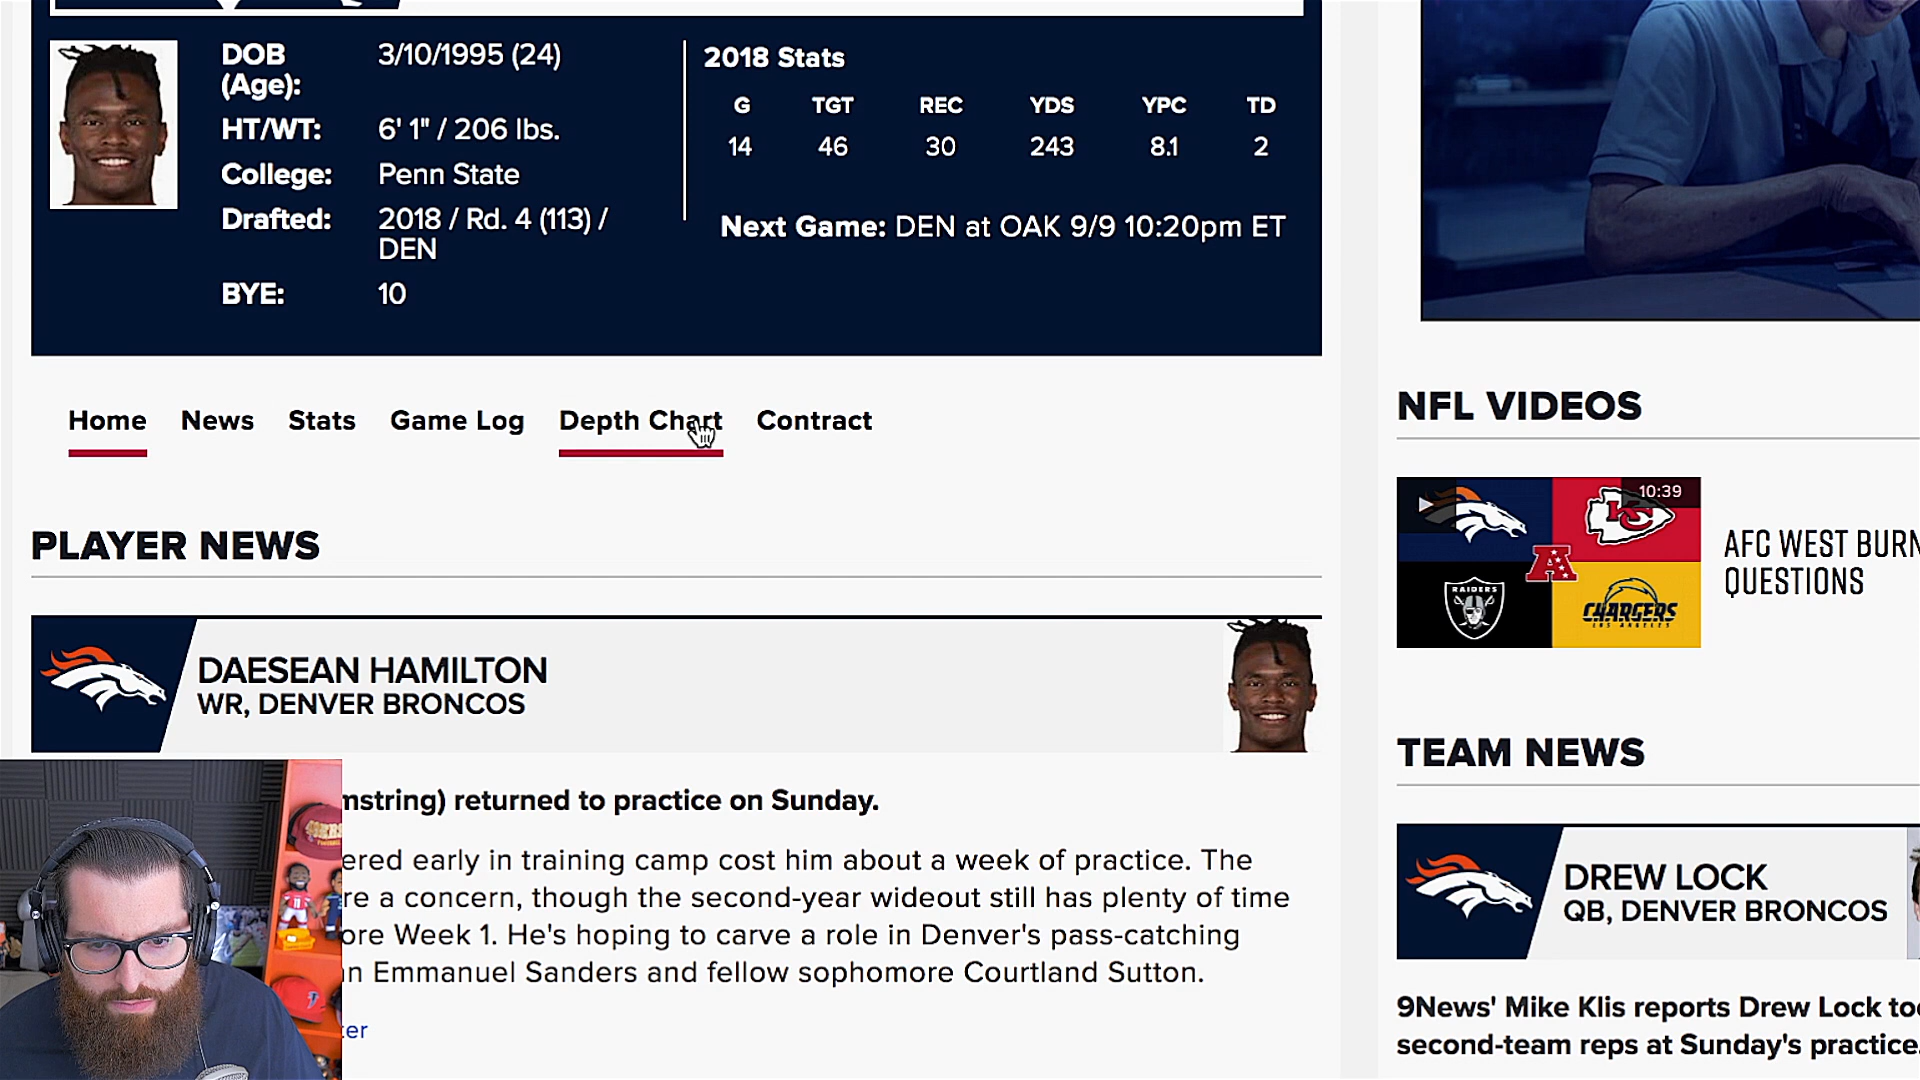 DOB
(Age):
3/10/1995 (24)
HT/WT:
6' 1" / 206 lbs.
College:
Penn State
Drafted:
2018 / Rd. 4 (113) /
DEN
BYE:
10
2018 Stats
G TGT REC YDS YPC TD
14 46 30 243 8.1 2
Next Game: DEN at OAK 9/9 10:20pm ET
Home News Stats Game Log Depth Chart Contract
PLAYER NEWS
DAESEAN HAMILTON
WR, DENVER BRONCOS
mstring) returned to practice on Sunday.
ered early in training camp cost him about a week of practice. The
re a concern, though the second-year wideout still has plenty of time
ore Week 1. He's hoping to carve a role in Denver's pass-catching
n Emmanuel Sanders and fellow sophomore Courtland Sutton.
ter
NFL VIDEOS
10:39
KC
A
RAIDERS
CHARGERS
LOS ANGELES
AFC WEST BURN
QUESTIONS
TEAM NEWS
DREW LOCK
QB, DENVER BRONCOS
9News' Mike Klis reports Drew Lock to
second-team reps at Sunday's practice.